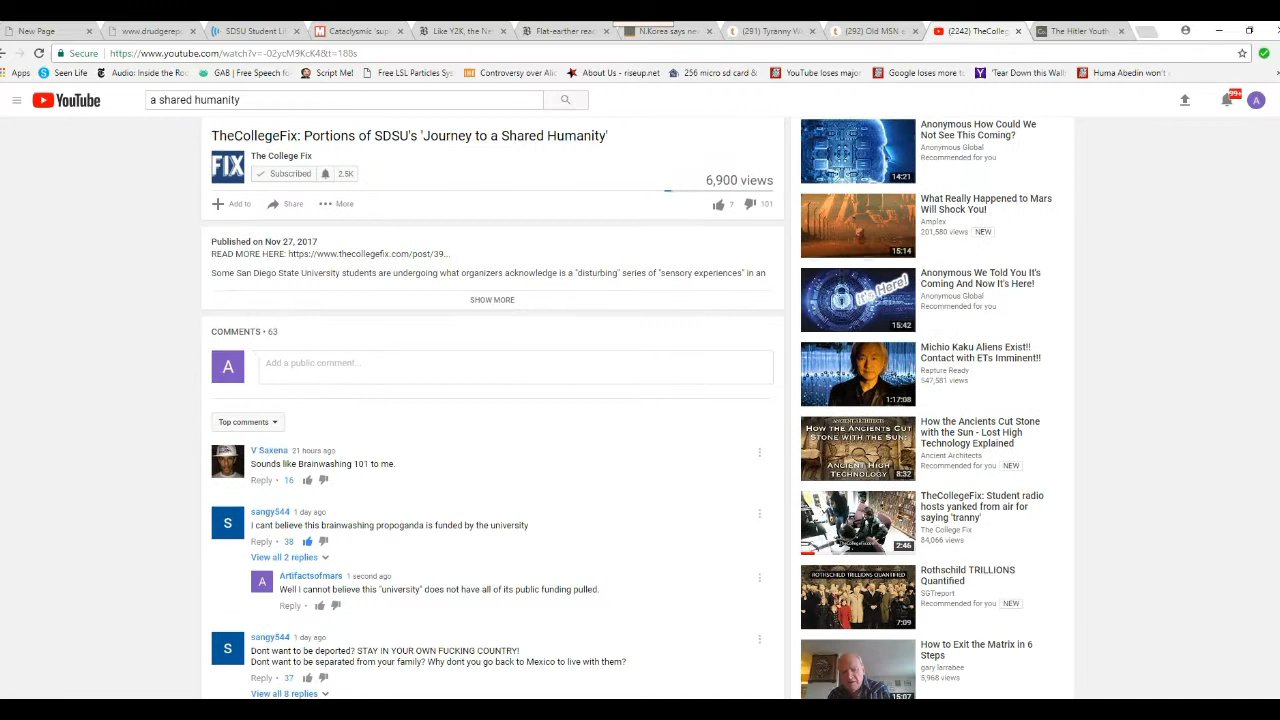 New Page
www.drudgerepo
SDSU Student Li
Cataclysmic 'sup
Like Y2K, the Ne
Flat-earther rea
N.Korea says nev
(291) Tyranny W
(292) Old MSN e
(2242) TheColleg
The Hitler Youth
Secure
https://www.youtube.com/watch?v=-02ycM9KcK4&t=188s
Apps
Seen Life
Audio: Inside the Ro
GAB | Free Speech fo
Script Mel
Free LSL Particles Sys
Controversy over Alic
About Us - riseup.net
256 micro sd card &
YouTube loses major
Google loses more t
'Tear Down this Wall
Huma Abedin won't
YouTube
a shared humanity
99+
A
TheCollegeFix: Portions of SDSU's 'Journey to a Shared Humanity'
FIX
The College Fix
Subscribed
2.5K
6,900 views
Add to
Share
More
7
101
Published on Nov 27, 2017
READ MORE HERE: https://www.thecollegefix.com/post/39...
Some San Diego State University students are undergoing what organizers acknowledge is a "disturbing" series of "sensory experiences" in an
SHOW MORE
COMMENTS • 63
A
Add a public comment...
Top comments
V Saxena 21 hours ago
Sounds like Brainwashing 101 to me.
Reply • 16
S
sangy544 1 day ago
I cant believe this brainwashing propoganda is funded by the university
Reply • 38
View all 2 replies
A
Artifactsofmars 1 second ago
Well I cannot believe this "university" doesn't have all of its public funding pulled.
Reply •
S
sangy544 1 day ago
Dont want to be deported? STAY IN YOUR OWN FUCKING COUNTRY!
Dont want to be separated from your family? Why dont you go back to Mexico to live with them?
Reply • 37
View all 8 replies
Anonymous How Could We
Not See This Coming?
Anonymous Global
Recommended for you
14:21
What Really Happened to Mars
Will Shock You!
Amplex
201,580 views NEW
15:14
Anonymous We Told You It's
Coming And Now It's Here!
Anonymous Global
Recommended for you
It's Here!
15:42
Michio Kaku Aliens Exist!!
Contact with ETs Imminent!!
Rapture Ready
547,581 views
1:17:08
How the Ancients Cut Stone
with the Sun - Lost High
Technology Explained
Ancient Architects
Recommended for you NEW
ANCIENT ARCHITECTS
HOW THE ANCIENTS CUT
STONE WITH THE SUN:
ANCIENT HIGH
TECHNOLOGY
8:32
TheCollegeFix: Student radio
hosts yanked from air for
saying 'tranny'
The College Fix
84,066 views
2:46
Rothschild TRILLIONS
Quantified
SGTreport
Recommended for you NEW
ROTHSCHILD TRILLIONS QUANTIFIED
7:09
How to Exit the Matrix in 6
Steps
gary larrabee
5,968 views
15:07